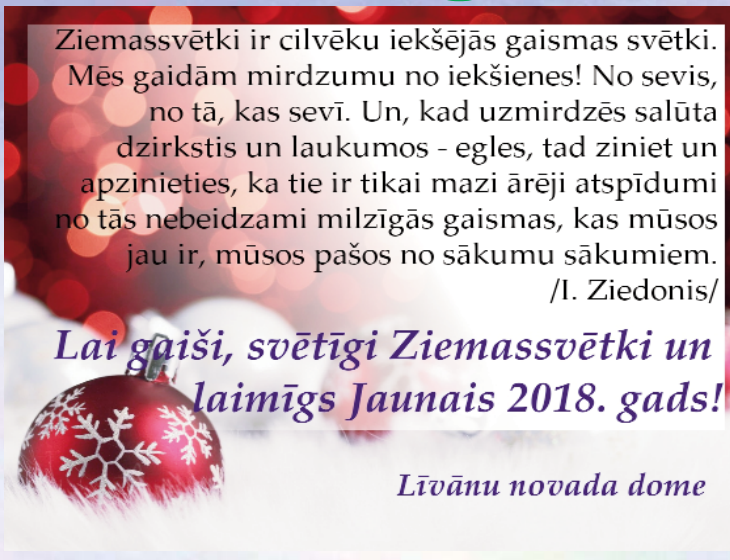 Ziemassvētki ir cilvēku iekšējās gaismas svētki.
Mēs gaidām mirdzumu no iekšienes! No sevis,
no tā, kas sevī. Un, kad uzmirdzēs salūta
dzirkstis un laukumos - egles, tad ziniet un
apzinieties, ka tie ir tikai mazi ārēji atspīdumi
no tās nebeidzami milzīgās gaismas, kas mūsos
jau ir, mūsos pašos no sākumu sākumiem.
/I. Ziedonis/
Lai gaiši, svētīgi Ziemassvētki un
laimīgs Jaunais 2018. gads!
Līvānu novada dome